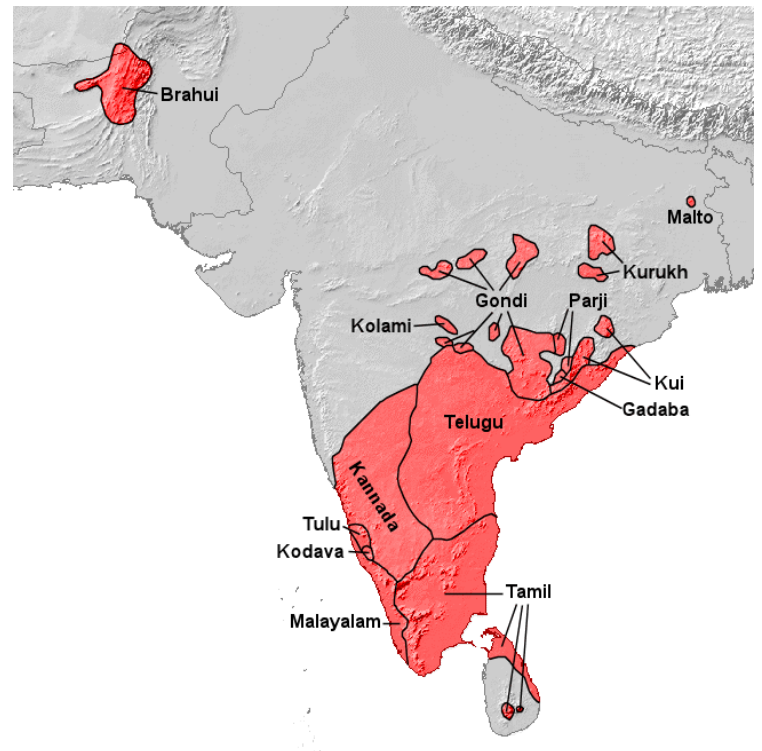 Brahui
Malto
Kurukh
Gondi
Parji
Kolami
Kui
Gadaba
Telugu
Kannada
Tulu
Kodava
Tamil
Malayalam